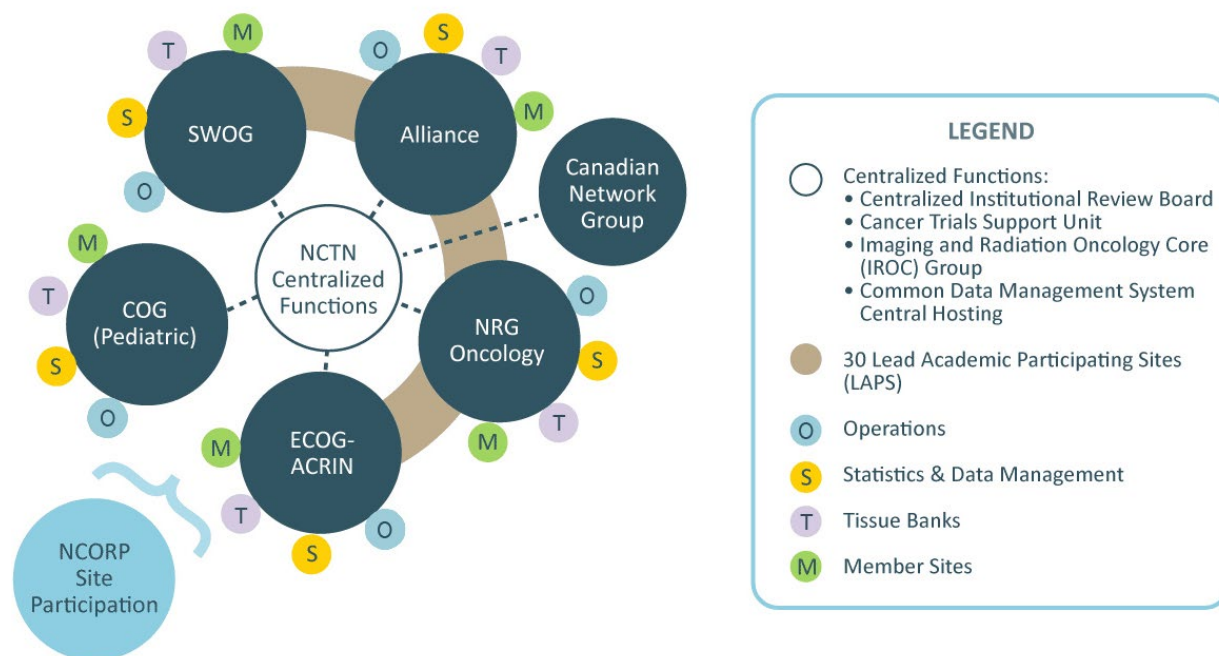 M
T
S
O
SWOG
O
S
T
M
Alliance
Canadian
Network
Group
NCTN
Centralized
Functions
M
T
S
O
COG
(Pediatric)
O
S
T
M
NRG
Oncology
M
T
S
O
ECOG-
ACRIN
NCORP
Site
Participation
LEGEND
Centralized Functions:
• Centralized Institutional Review Board
• Cancer Trials Support Unit
• Imaging and Radiation Oncology Core
(IROC) Group
• Common Data Management System
Central Hosting
30 Lead Academic Participating Sites
(LAPS)
O Operations
S Statistics & Data Management
T Tissue Banks
M Member Sites